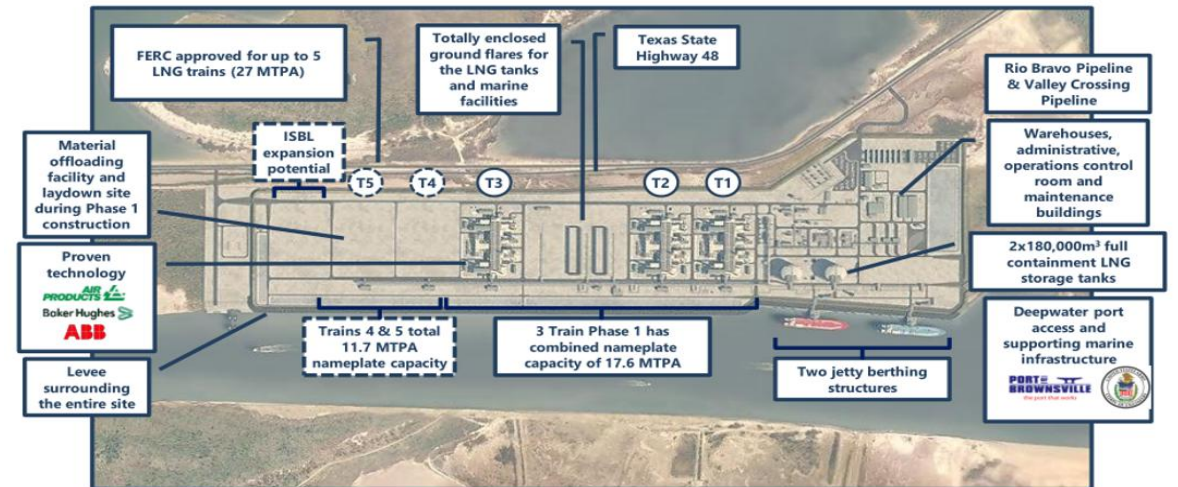 FERC approved for up to 5
LNG trains (27 MTPA)
Totally enclosed
ground flares for
the LNG tanks
and marine
facilities
Texas State
Highway 48
Rio Bravo Pipeline
& Valley Crossing
Pipeline
Material
offloading
facility and
laydown site
during Phase 1
construction
ISBL
expansion
potential
T5
T4
T3
T2
T1
Warehouses,
administrative,
operations control
room and
maintenance
buildings
Proven
technology
AIR
PRODUCTS
Baker Hughes
ABB
2x180,000m³ full
containment LNG
storage tanks
Trains 4 & 5 total
11.7 MTPA
nameplate capacity
3 Train Phase 1 has
combined nameplate
capacity of 17.6 MTPA
Deepwater port
access and
supporting marine
infrastructure
PORT OF
BROWNSVILLE
the port that works
Levee
surrounding
the entire site
Two jetty berthing
structures